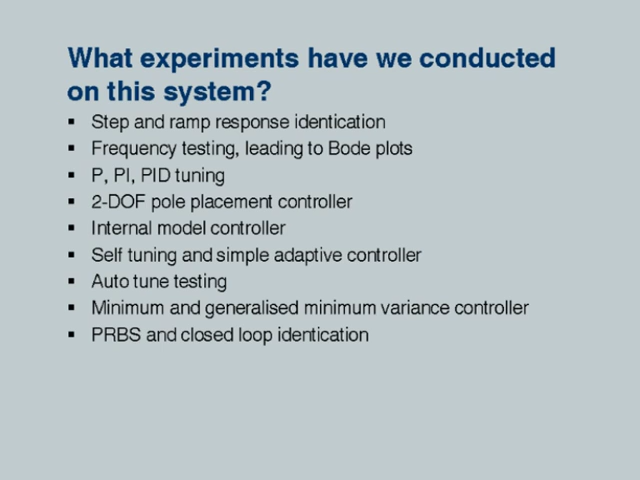 What experiments have we conducted
on this system?
▪ Step and ramp response identication
▪ Frequency testing, leading to Bode plots
▪ P, PI, PID tuning
▪ 2-DOF pole placement controller
▪ Internal model controller
▪ Self tuning and simple adaptive controller
▪ Auto tune testing
▪ Minimum and generalised minimum variance controller
▪ PRBS and closed loop identication